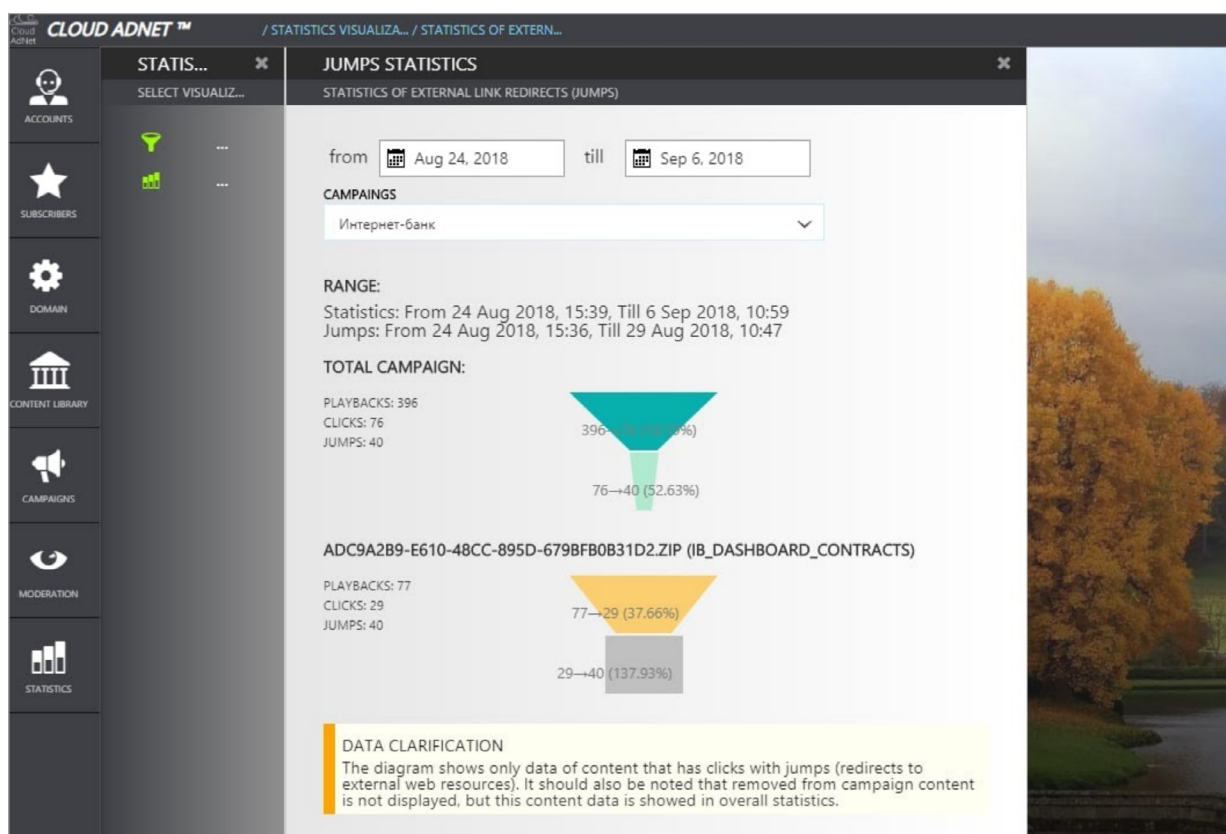 Cloud
AdNet
CLOUD ADNET ™
/ STATISTICS VISUALIZA... / STATISTICS OF EXTERN...
STATIS...
SELECT VISUALIZ...
...
...
ACCOUNTS
SUBSCRIBERS
DOMAIN
CONTENT LIBRARY
CAMPAIGNS
MODERATION
STATISTICS
JUMPS STATISTICS
STATISTICS OF EXTERNAL LINK REDIRECTS (JUMPS)
from Aug 24, 2018 till Sep 6, 2018
CAMPAINGS
Интернет-банк
RANGE:
Statistics: From 24 Aug 2018, 15:39, Till 6 Sep 2018, 10:59
Jumps: From 24 Aug 2018, 15:36, Till 29 Aug 2018, 10:47
TOTAL CAMPAIGN:
PLAYBACKS: 396
CLICKS: 76
JUMPS: 40
396→76 (19.19%)
76→40 (52.63%)
ADC9A2B9-E610-48CC-895D-679BFB0B31D2.ZIP (IB_DASHBOARD_CONTRACTS)
PLAYBACKS: 77
CLICKS: 29
JUMPS: 40
77→29 (37.66%)
29→40 (137.93%)
DATA CLARIFICATION
The diagram shows only data of content that has clicks with jumps (redirects to
external web resources). It should also be noted that removed from campaign content
is not displayed, but this content data is showed in overall statistics.